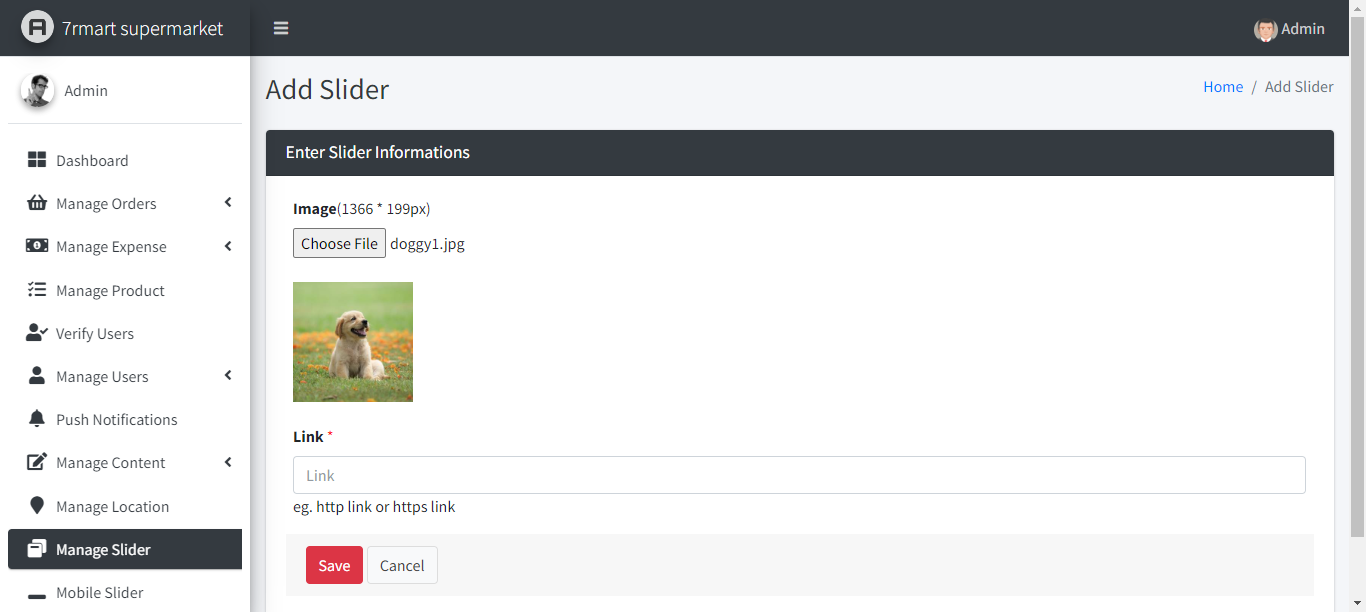 7rmart supermarket
Admin
Admin
Add Slider
Home / Add Slider
Dashboard
Manage Orders
Manage Expense
Manage Product
Verify Users
Manage Users
Push Notifications
Manage Content
Manage Location
Manage Slider
Mobile Slider
Enter Slider Informations
Image(1366 * 199px)
Choose File doggy1.jpg
Link *
Link
eg. http link or https link
Save Cancel